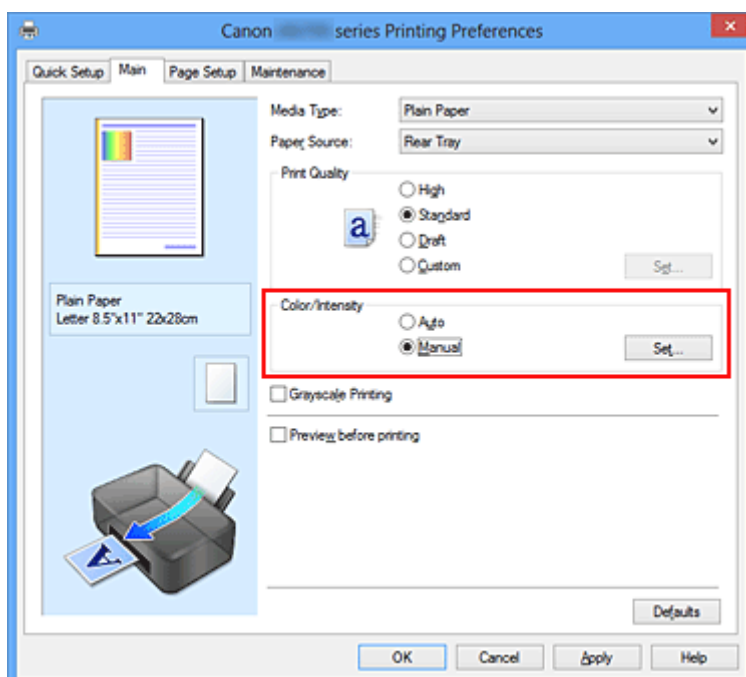 Canon series Printing Preferences
Quick Setup Main Page Setup Maintenance
Media Type: Plain Paper
Paper Source: Rear Tray
Print Quality
High
a Standard
Draft
Custom Set...
Plain Paper
Letter 8.5"x11" 22x28cm
Color/Intensity
Auto
Manual Set...
Grayscale Printing
Preview before printing
A
Defaults
OK Cancel Apply Help